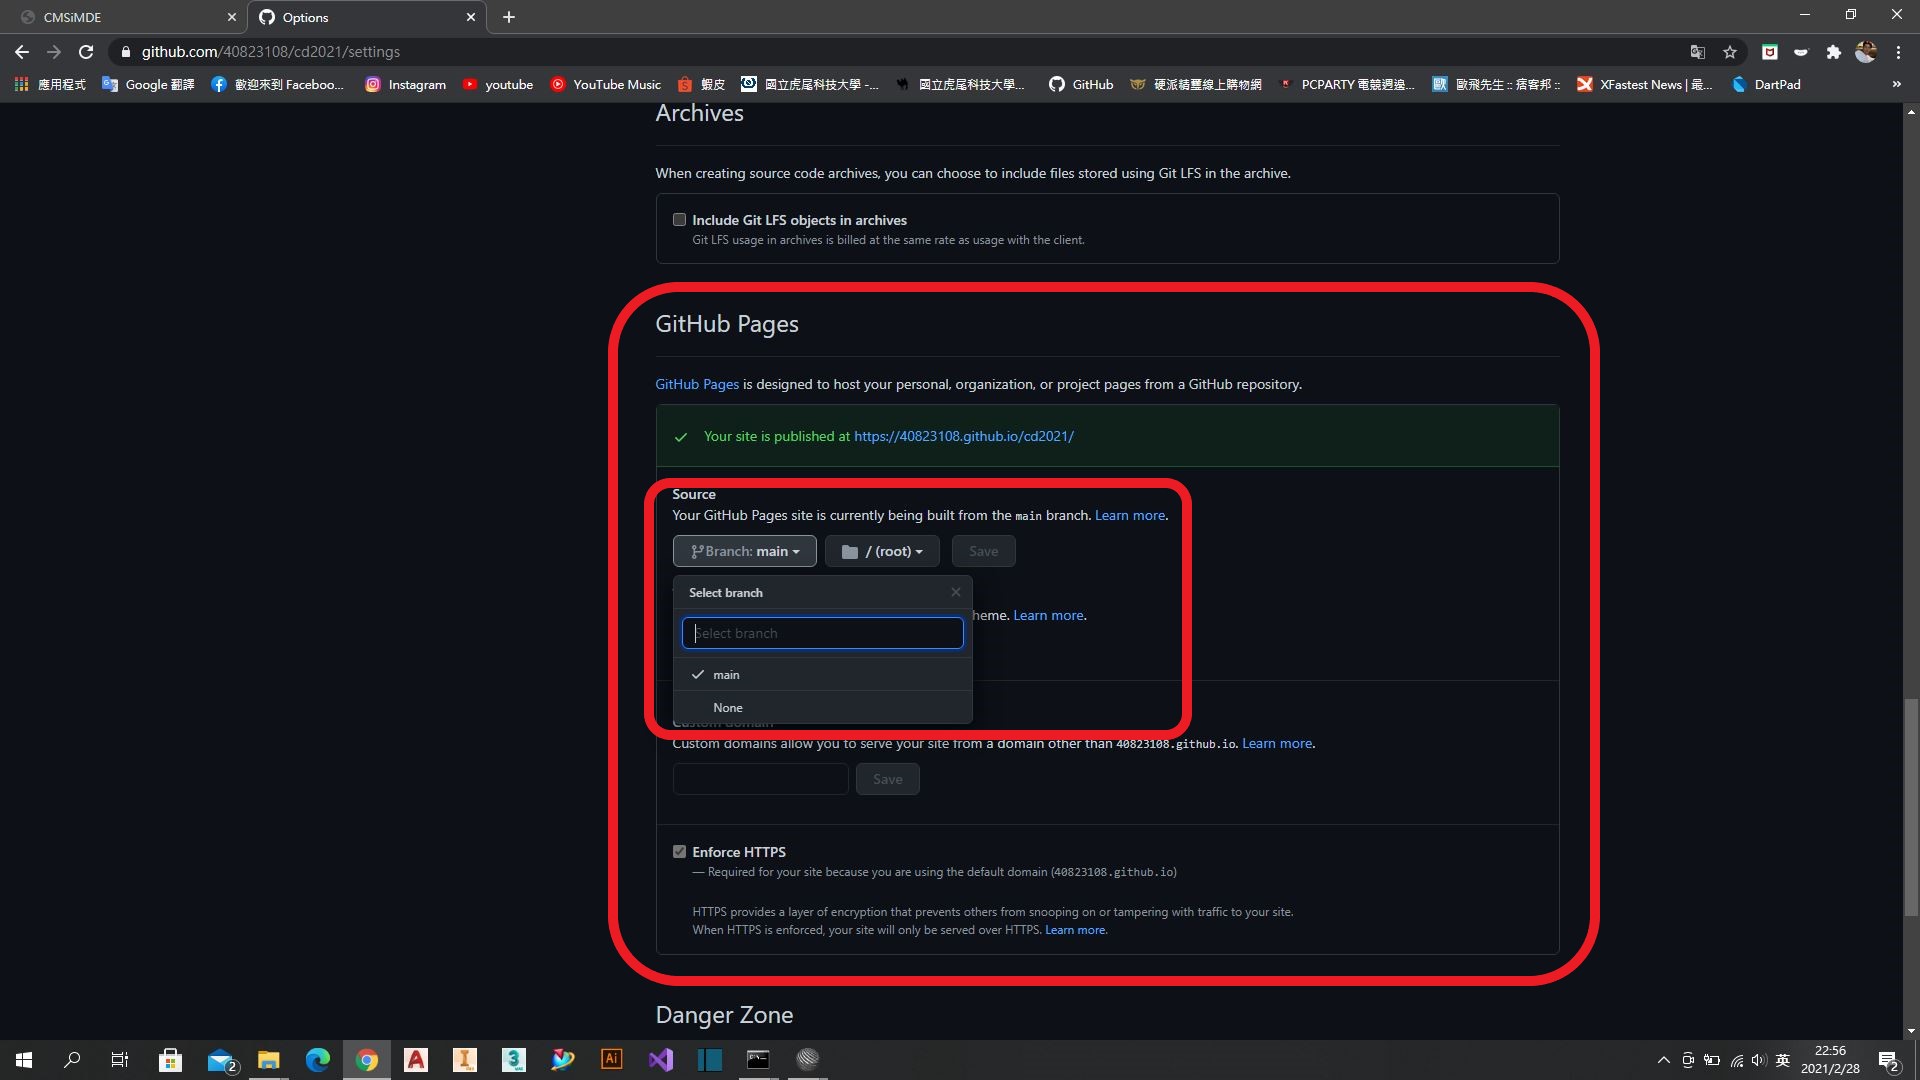 CMSiMDE
Options
github.com/40823108/cd2021/settings
應用程式
Google 翻譯
歡迎來到 Faceboo...
Instagram
youtube
YouTube Music
蝦皮
國立虎尾科技大學 -...
國立虎尾科技大學...
GitHub
硬派精璽線上購物網
PCPARTY 電競週邊...
歐飛先生 :: 痞客邦 ::
XFastest News | 最...
DartPad
»
Archives
When creating source code archives, you can choose to include files stored using Git LFS in the archive.
Include Git LFS objects in archives
Git LFS usage in archives is billed at the same rate as usage with the client.
GitHub Pages
GitHub Pages is designed to host your personal, organization, or project pages from a GitHub repository.
Your site is published at https://40823108.github.io/cd2021/
Source
Your GitHub Pages site is currently being built from the main branch. Learn more.
Branch: main
/ (root)
Save
Select branch
Select branch
heme. Learn more.
main
None
Custom domain
Custom domains allow you to serve your site from a domain other than 40823108.github.io. Learn more.
Save
Enforce HTTPS
— Required for your site because you are using the default domain (40823108.github.io)
HTTPS provides a layer of encryption that prevents others from snooping on or tampering with traffic to your site.
When HTTPS is enforced, your site will only be served over HTTPS. Learn more.
Danger Zone
2
A
I
3
Ai
英
22:56
2021/2/28
2